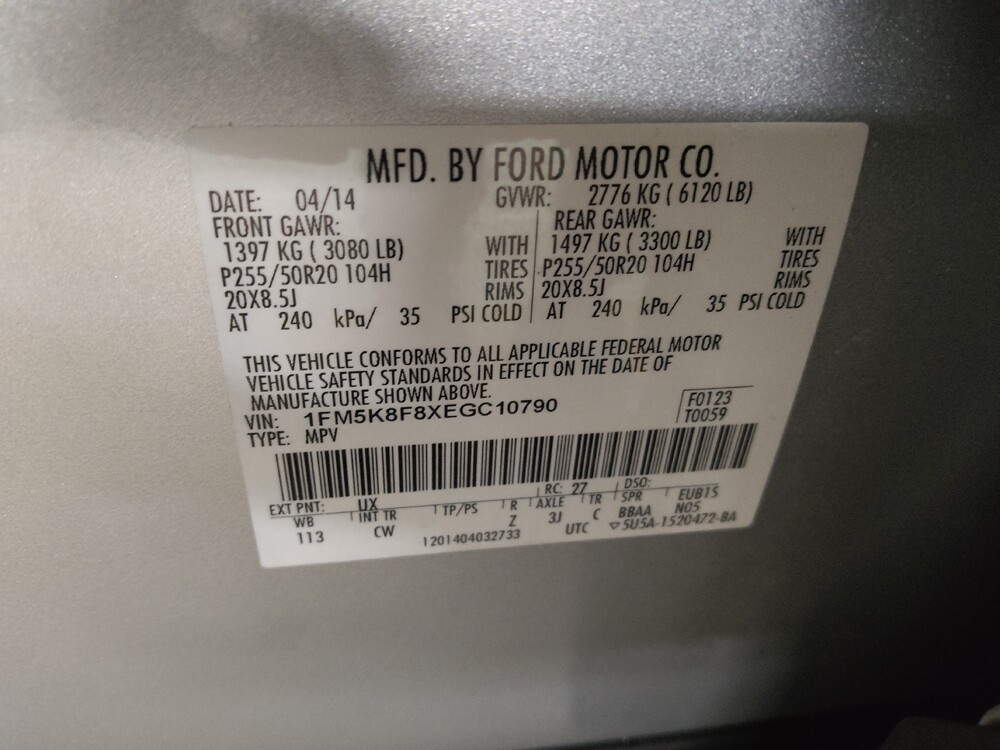 MFD. BY FORD MOTOR CO.
DATE: 04/14 GVWR: 2776 KG ( 6120 LB)
FRONT GAWR: REAR GAWR:
1397 KG ( 3080 LB) WITH 1497 KG ( 3300 LB) WITH
P255/50R20 104H TIRES P255/50R20 104H TIRES
20X8.5J RIMS 20X8.5J RIMS
AT 240 kPa/ 35 PSI COLD AT 240 kPa/ 35 PSI COLD
THIS VEHICLE CONFORMS TO ALL APPLICABLE FEDERAL MOTOR
VEHICLE SAFETY STANDARDS IN EFFECT ON THE DATE OF
MANUFACTURE SHOWN ABOVE.
VIN: 1FM5K8F8XEGC10790 F0123
TYPE: MPV T0059
EXT PNT: UX RC: 27 DSO:
WB INT TR TP/PS R AXLE TR SPR EUB1S
113 CW Z 3J C BBAA N05
1201404032733 UTC ▽5U5A-1520472-BA